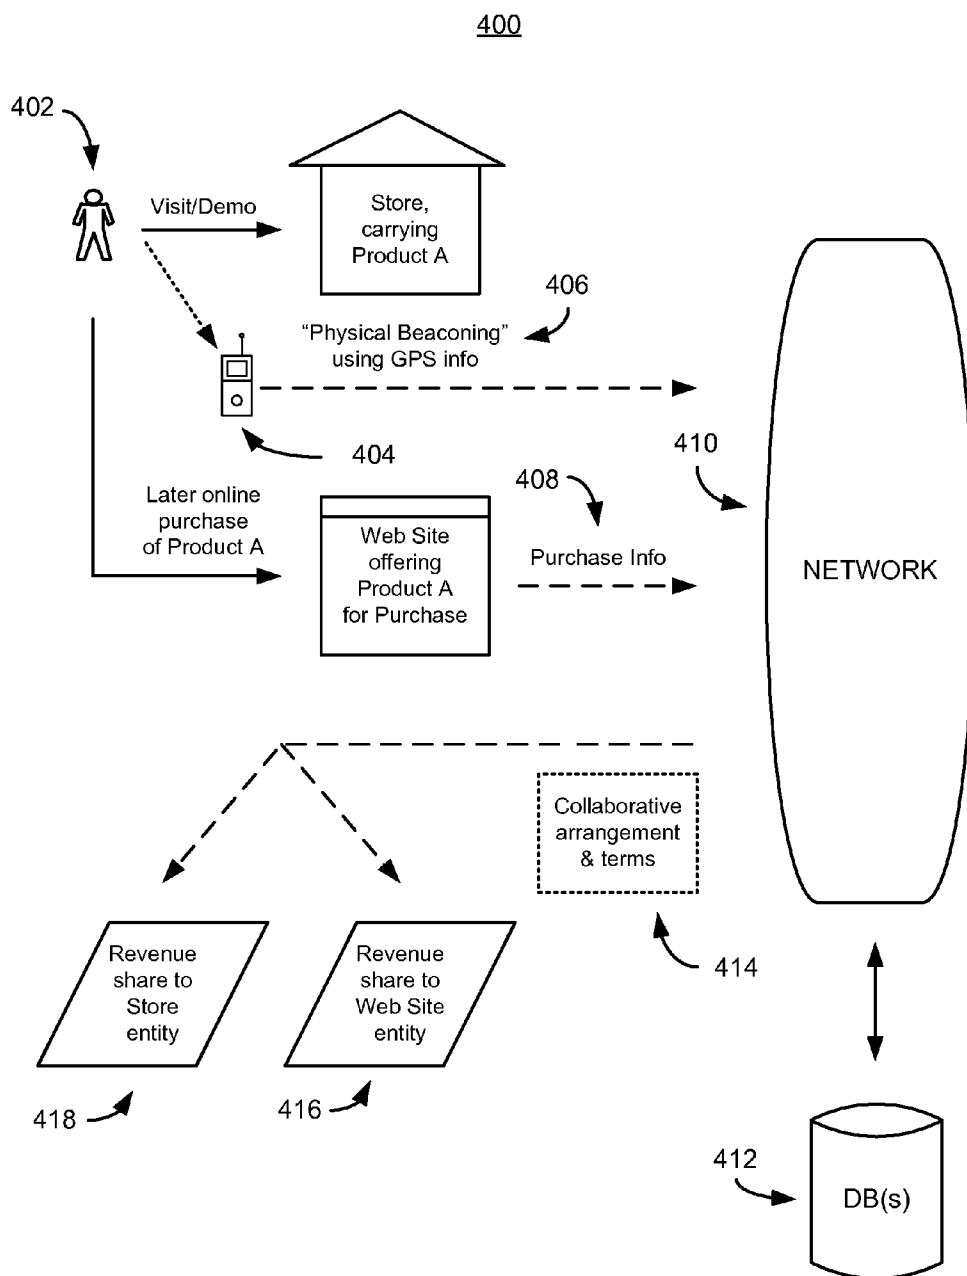 400
402
Visit/Demo
Store,
carrying
Product A
406
“Physical Beaconing”
using GPS info
404
410
408
Later online
purchase
of Product A
Web Site
offering
Product A
for Purchase
Purchase Info
NETWORK
Collaborative
arrangement
& terms
414
Revenue
share to
Store
entity
Revenue
share to
Web Site
entity
418
416
412
DB(s)